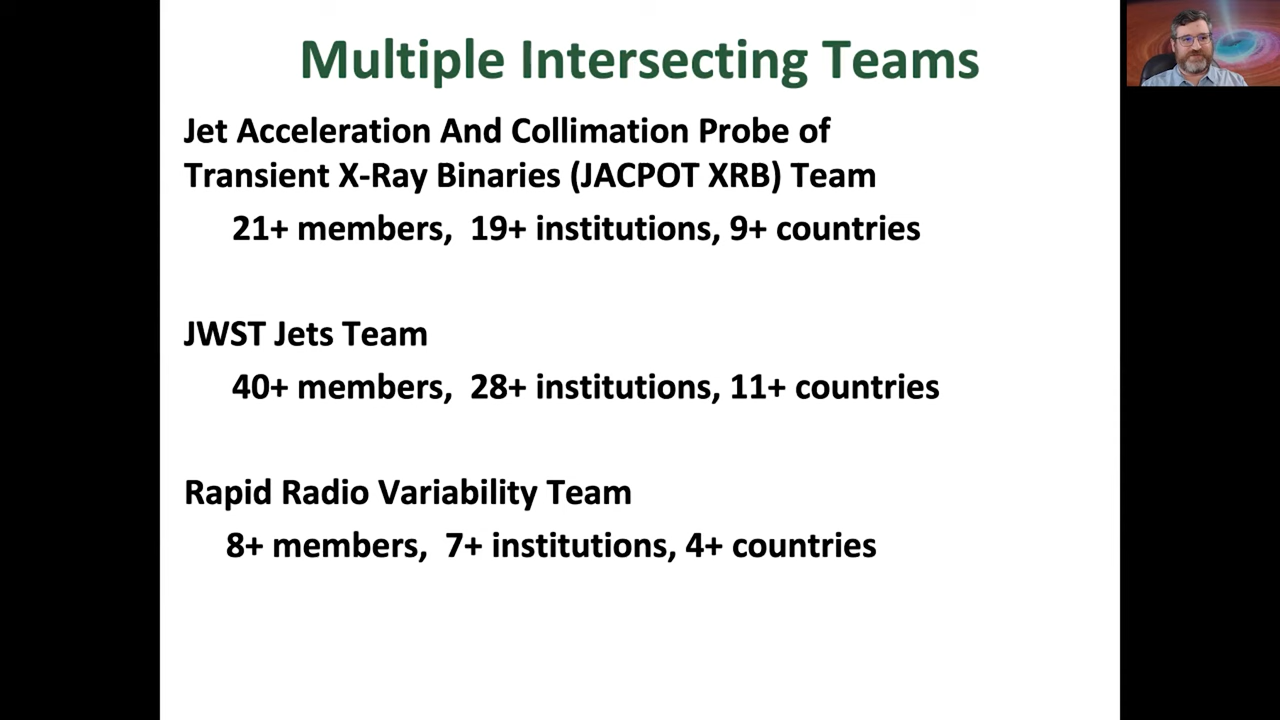 Multiple Intersecting Teams
Jet Acceleration And Collimation Probe of
Transient X-Ray Binaries (JACPOT XRB) Team
21+ members,  19+ institutions, 9+ countries
JWST Jets Team
40+ members,  28+ institutions, 11+ countries
Rapid Radio Variability Team
8+ members,  7+ institutions, 4+ countries